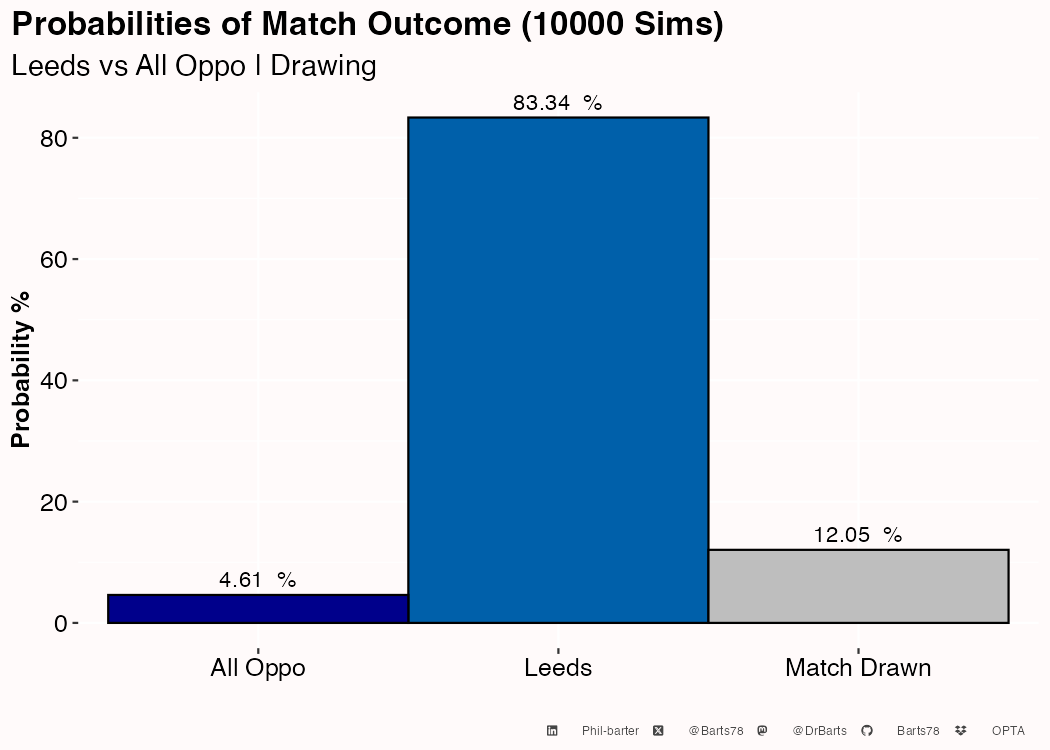 Probabilities of Match Outcome (10000 Sims)
Leeds vs All Oppo | Drawing
83.34 %
80
60
Probability %
40
20
12.05 %
4.61 %
0
All Oppo Leeds Match Drawn
Phil-barter @Barts78 @DrBarts Barts78 OPTA